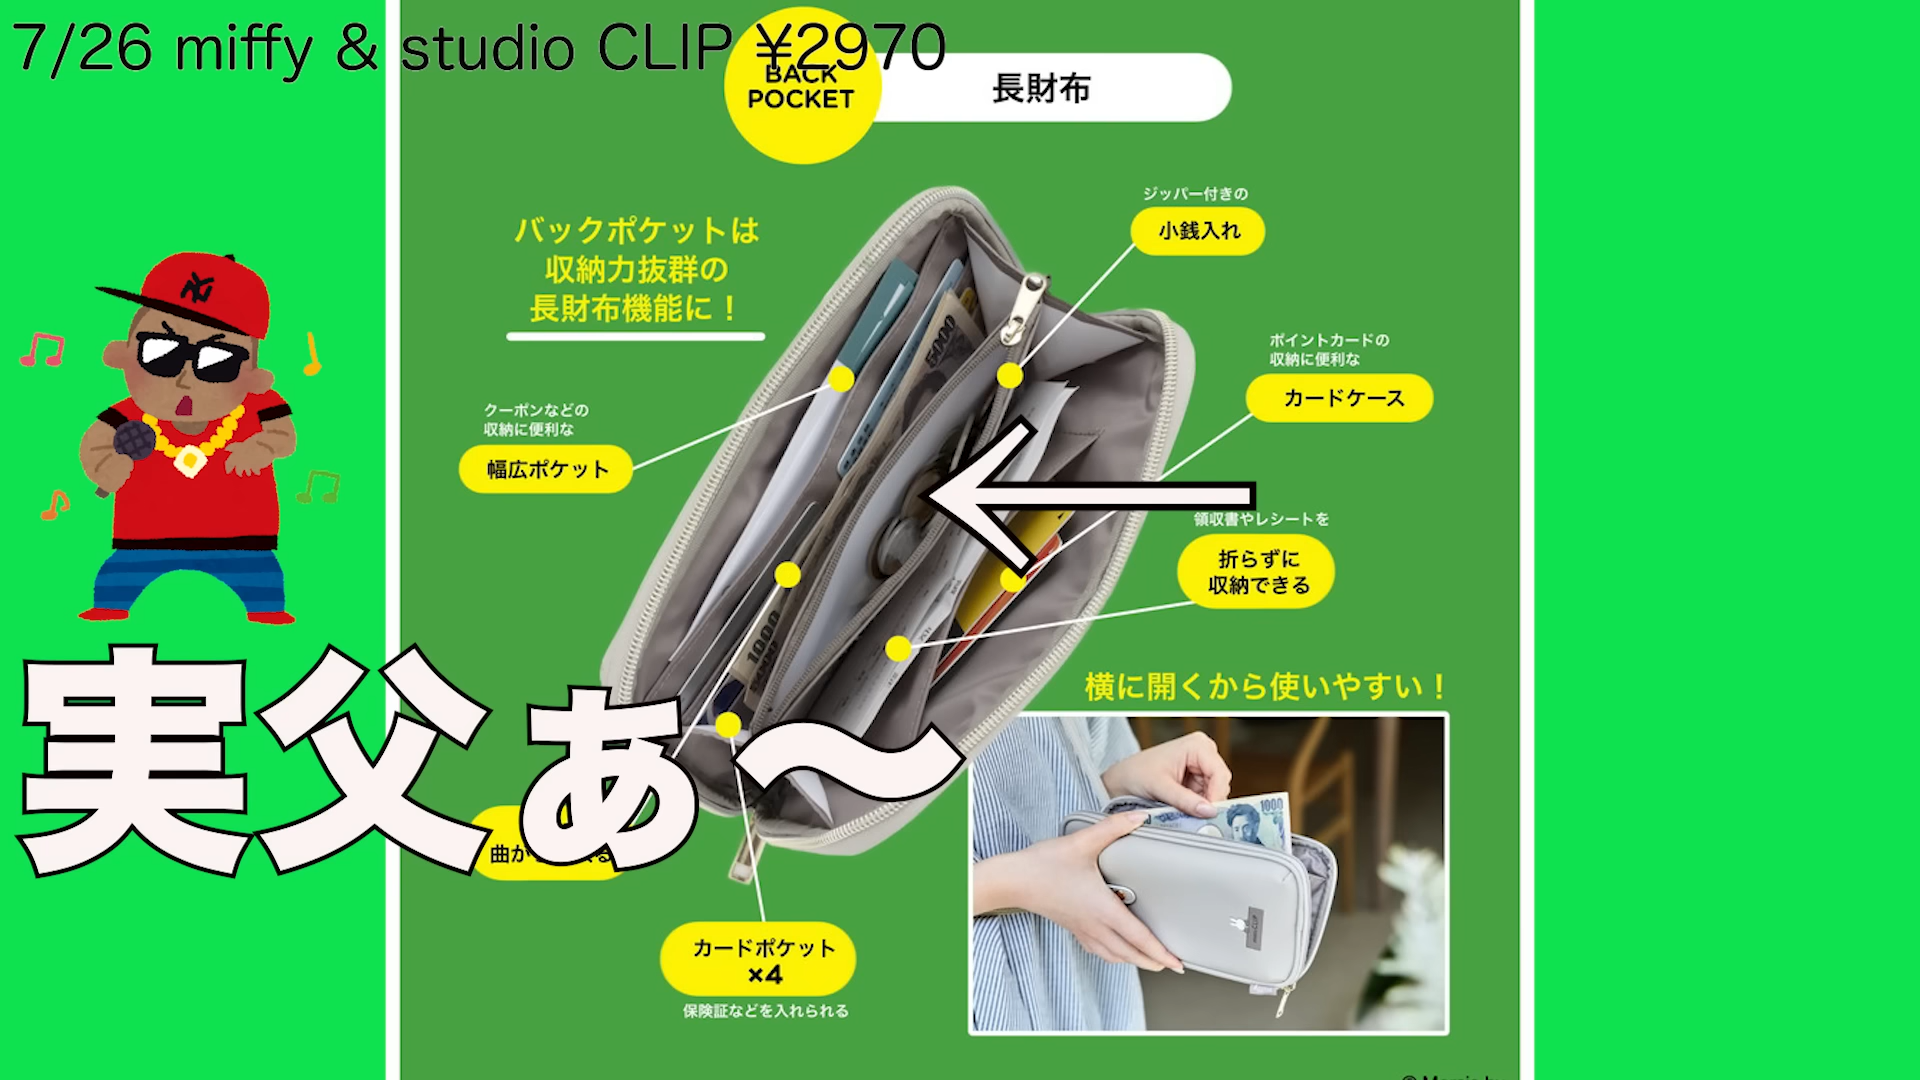 7/26 miffy & studio CLIP ¥2970
BACK
POCKET
長財布
バックポケットは
収納力抜群の
長財布機能に！
ジッパー付きの
小銭入れ
ポイントカードの
収納に便利な
カードケース
クーポンなどの
収納に便利な
幅広ポケット
5000
領収書やレシートを
折らずに
収納できる
1000
実父ぁ～
横に開くから使いやすい！
1000
カードポケット
×4
保険証などを入れられる